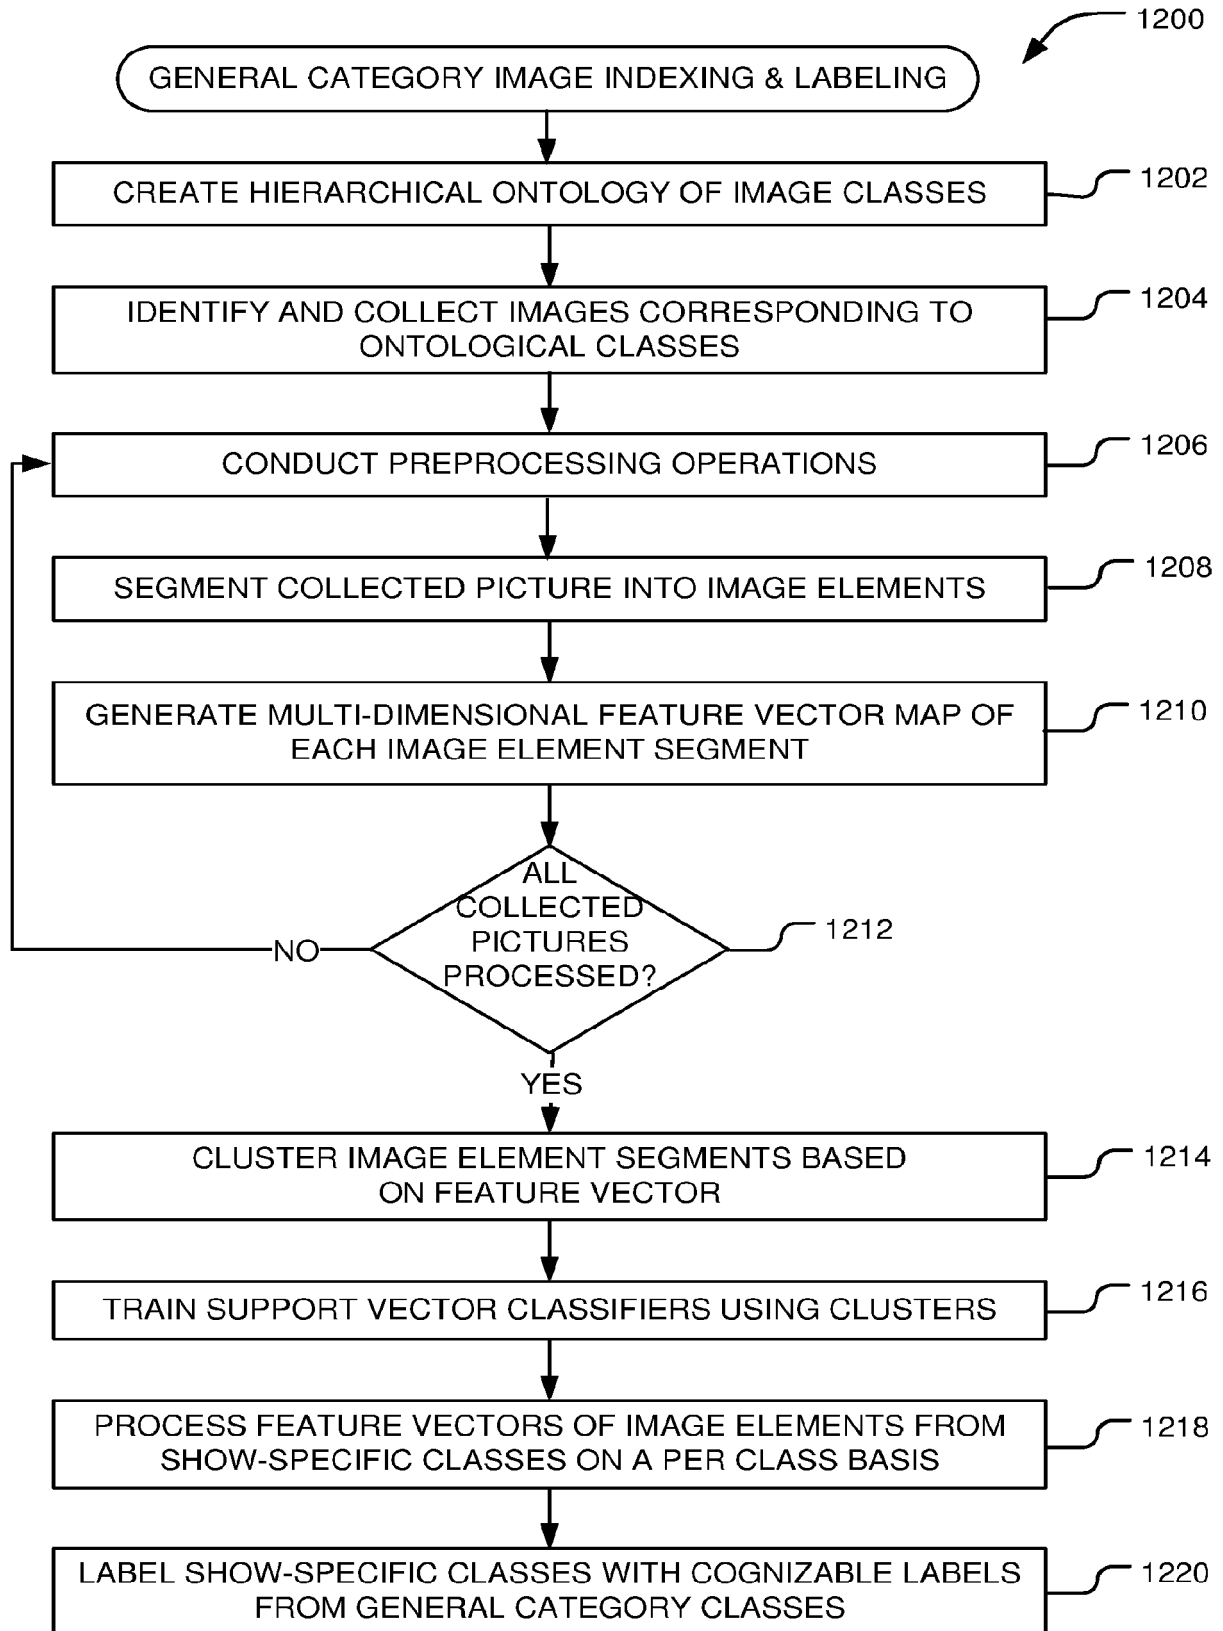 1200
GENERAL CATEGORY IMAGE INDEXING & LABELING
CREATE HIERARCHICAL ONTOLOGY OF IMAGE CLASSES
1202
IDENTIFY AND COLLECT IMAGES CORRESPONDING TO
ONTOLOGICAL CLASSES
1204
CONDUCT PREPROCESSING OPERATIONS
1206
SEGMENT COLLECTED PICTURE INTO IMAGE ELEMENTS
1208
GENERATE MULTI-DIMENSIONAL FEATURE VECTOR MAP OF
EACH IMAGE ELEMENT SEGMENT
1210
ALL
COLLECTED
PICTURES
PROCESSED?
1212
NO
YES
CLUSTER IMAGE ELEMENT SEGMENTS BASED
ON FEATURE VECTOR
1214
TRAIN SUPPORT VECTOR CLASSIFIERS USING CLUSTERS
1216
PROCESS FEATURE VECTORS OF IMAGE ELEMENTS FROM
SHOW-SPECIFIC CLASSES ON A PER CLASS BASIS
1218
LABEL SHOW-SPECIFIC CLASSES WITH COGNIZABLE LABELS
FROM GENERAL CATEGORY CLASSES
1220